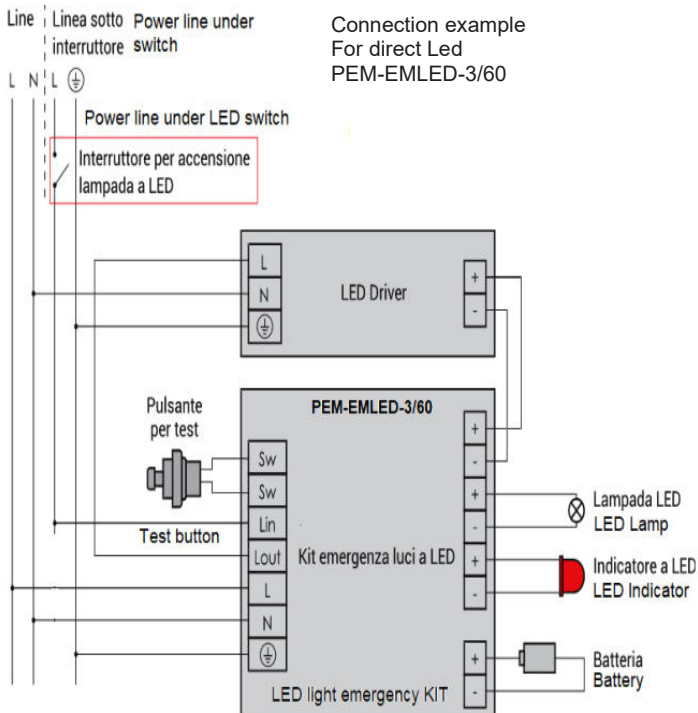 Line
Linea sotto
interruttore
Power line under
switch
Connection example
For direct Led
PEM-EMLED-3/60
L N L
Power line under LED switch
Interruttore per accensione
lampada a LED
L
N
LED Driver
+
-
Pulsante
per test
Test button
PEM-EMLED-3/60
Sw
Sw
Lin
Lout
L
N
Kit emergenza luci a LED
LED light emergency KIT
+
-
+
-
+
-
+
-
Lampada LED
LED Lamp
Indicatore a LED
LED Indicator
Batteria
Battery